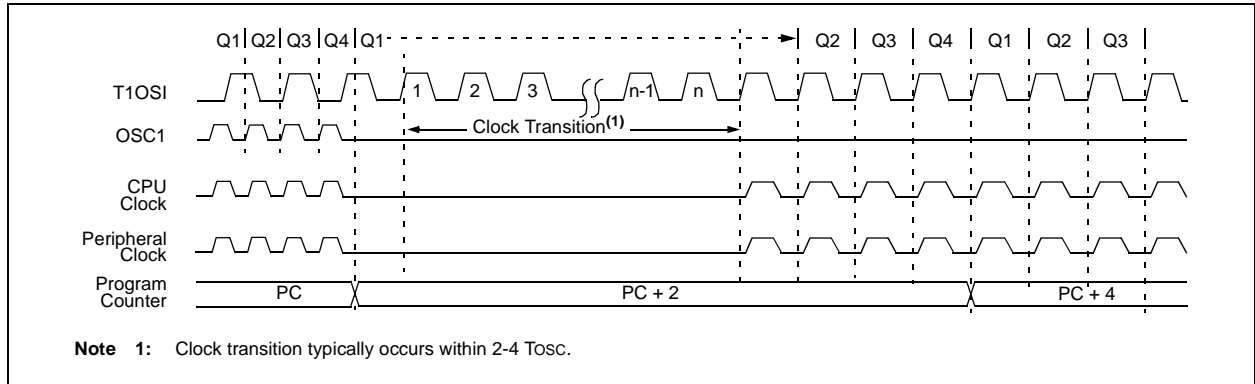 Q1 Q2 Q3 Q4 Q1 Q2 Q3 Q4 Q1 Q2 Q3
T1OSI 1 2 3 n-1 n
Clock Transition(1)
OSC1
CPU
Clock
Peripheral
Clock
Program
Counter
PC PC + 2 PC + 4
Note 1: Clock transition typically occurs within 2-4 TOSC.